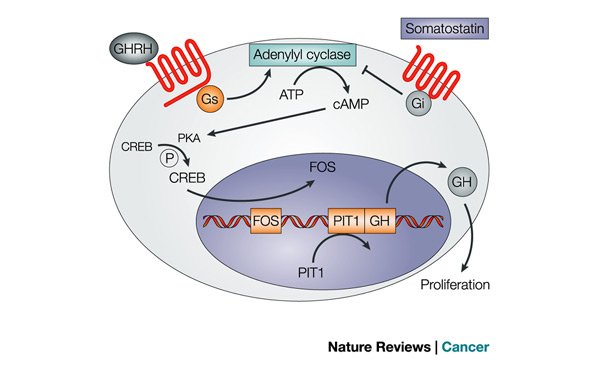 Somatostatin
GHRH
Adenylyl cyclase
Gs
ATP
cAMP
Gi
CREB
PKA
P
CREB
FOS
GH
FOS
PIT1
GH
PIT1
Proliferation
Nature Reviews | Cancer